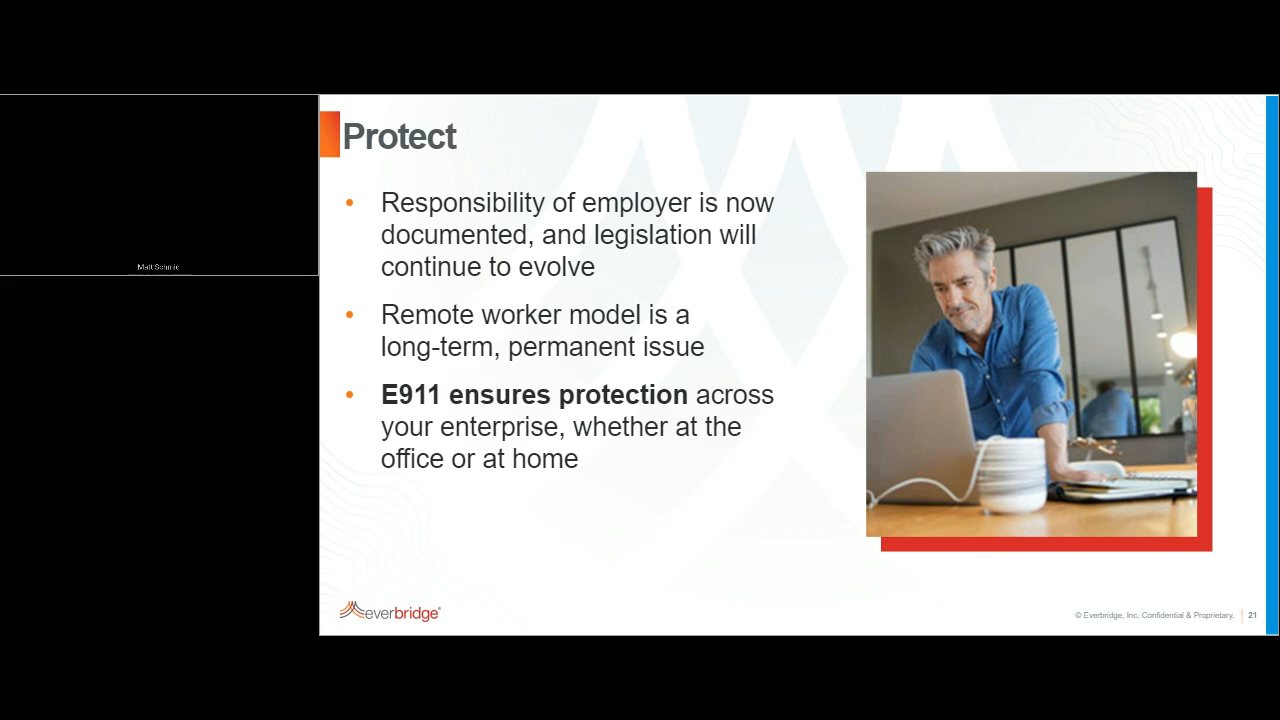 Protect
• Responsibility of employer is now
documented, and legislation will
continue to evolve
• Remote worker model is a
long-term, permanent issue
• E911 ensures protection across
your enterprise, whether at the
office or at home
Matt Schmid
everbridge®
© Everbridge, Inc. Confidential & Proprietary. 21